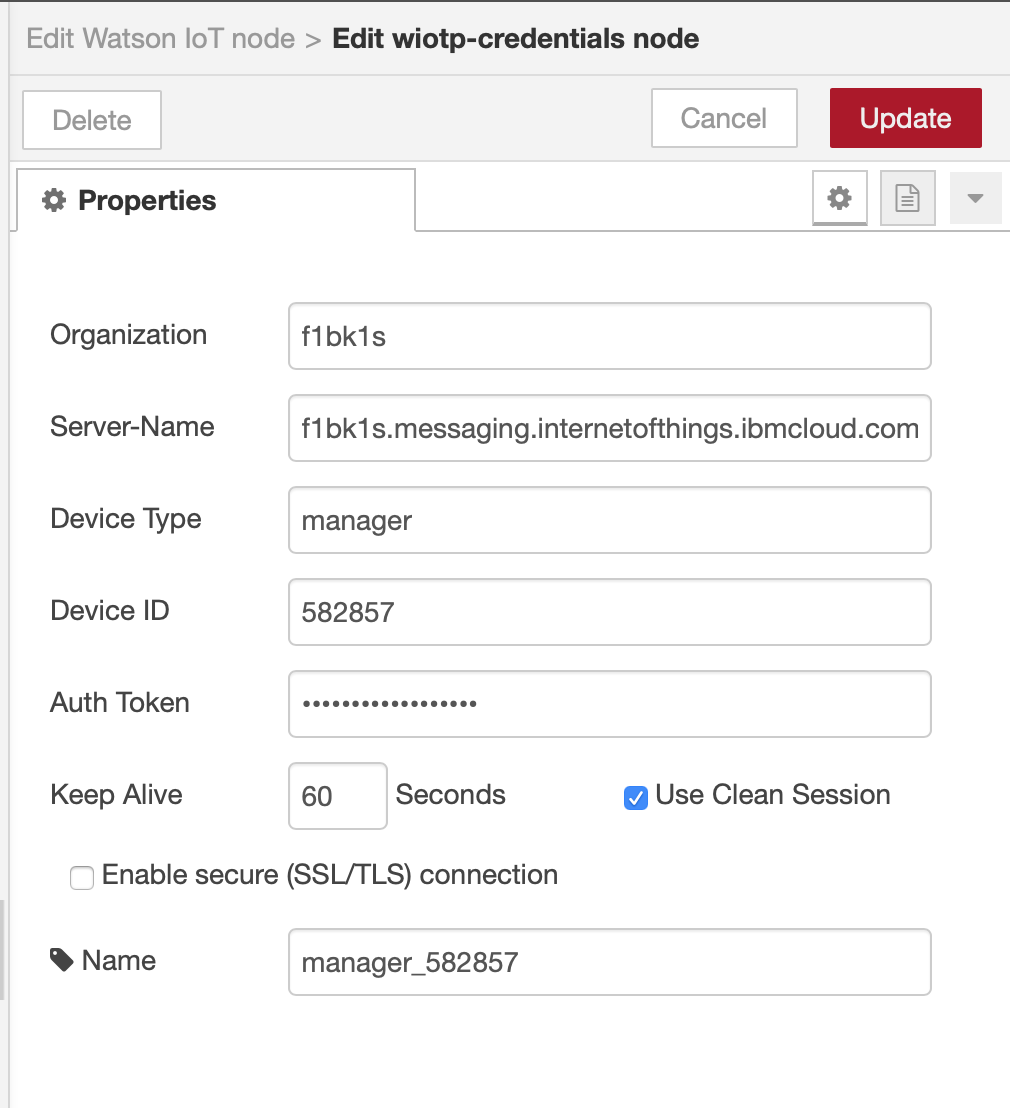 Edit Watson IoT node > Edit wiotp-credentials node
Delete Cancel Update
Properties
Organization f1bk1s
Server-Name f1bk1s.messaging.internetofthings.ibmcloud.com
Device Type manager
Device ID 582857
Auth Token ••••••••••••••••••
Keep Alive 60 Seconds Use Clean Session
Enable secure (SSL/TLS) connection
Name manager_582857